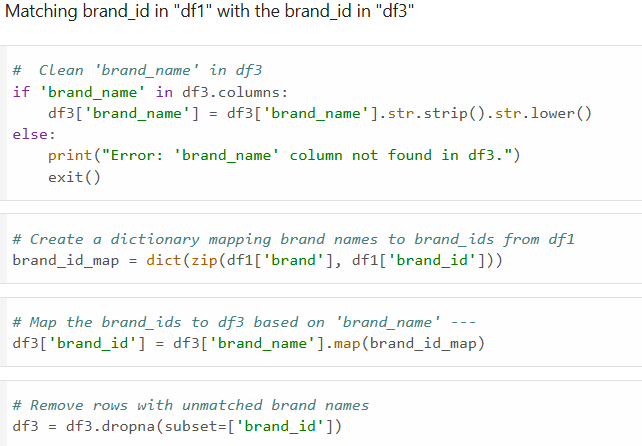 Matching brand_id in "df1" with the brand_id in "df3"
#  Clean 'brand_name' in df3
if 'brand_name' in df3.columns:
    df3['brand_name'] = df3['brand_name'].str.strip().str.lower()
else:
    print("Error: 'brand_name' column not found in df3.")
    exit()
# Create a dictionary mapping brand names to brand_ids from df1
brand_id_map = dict(zip(df1['brand'], df1['brand_id']))
# Map the brand_ids to df3 based on 'brand_name' ---
df3['brand_id'] = df3['brand_name'].map(brand_id_map)
# Remove rows with unmatched brand names
df3 = df3.dropna(subset=['brand_id'])